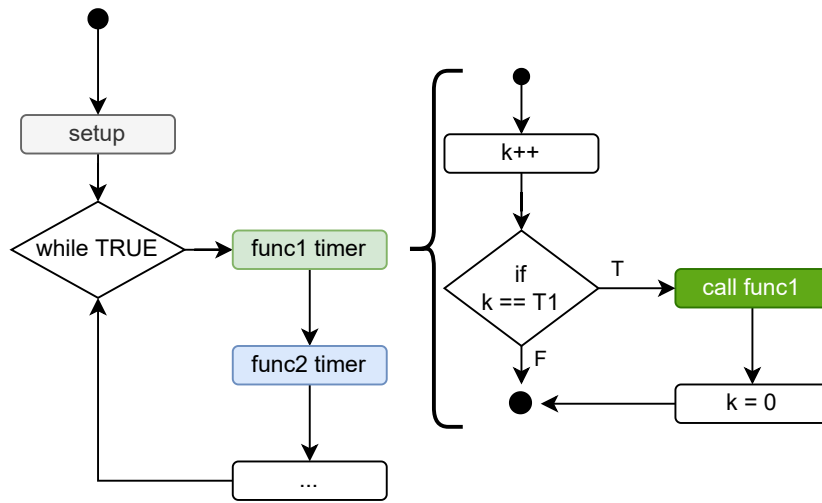 setup
while TRUE
func1 timer
func2 timer
...
k++
if
k == T1
T
F
call func1
k = 0